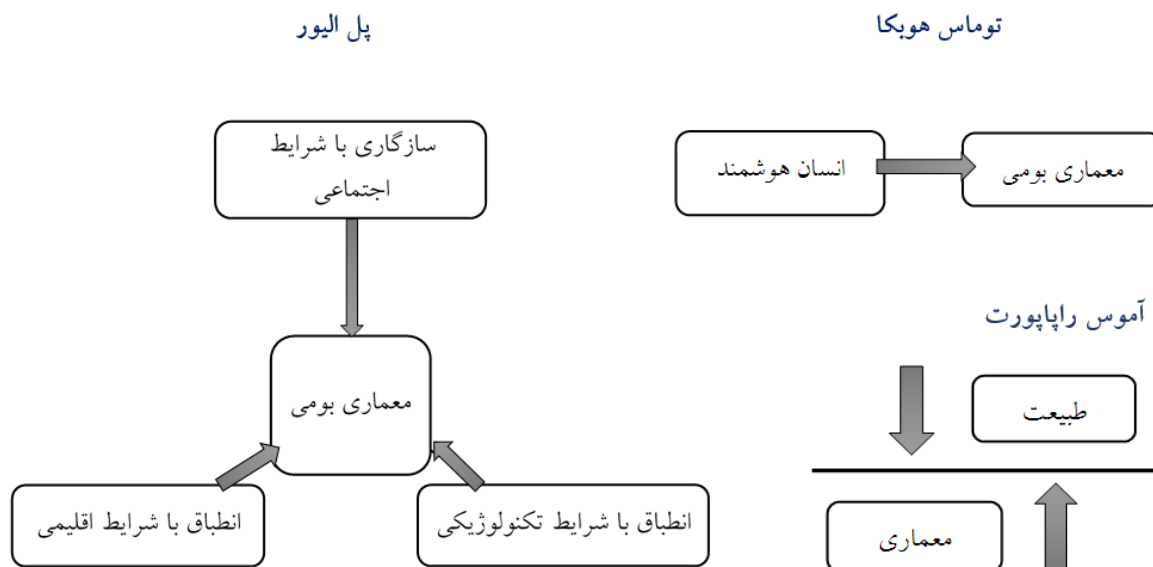 توماس هوبکا
انسان هوشمند
معماری بومی
آموس راپاپورت
طبیعت
معماری
پل الیور
سازگاری با شرایط
اجتماعی
معماری بومی
انطباق با شرایط تکنولوژیکی
انطباق با شرایط اقلیمی